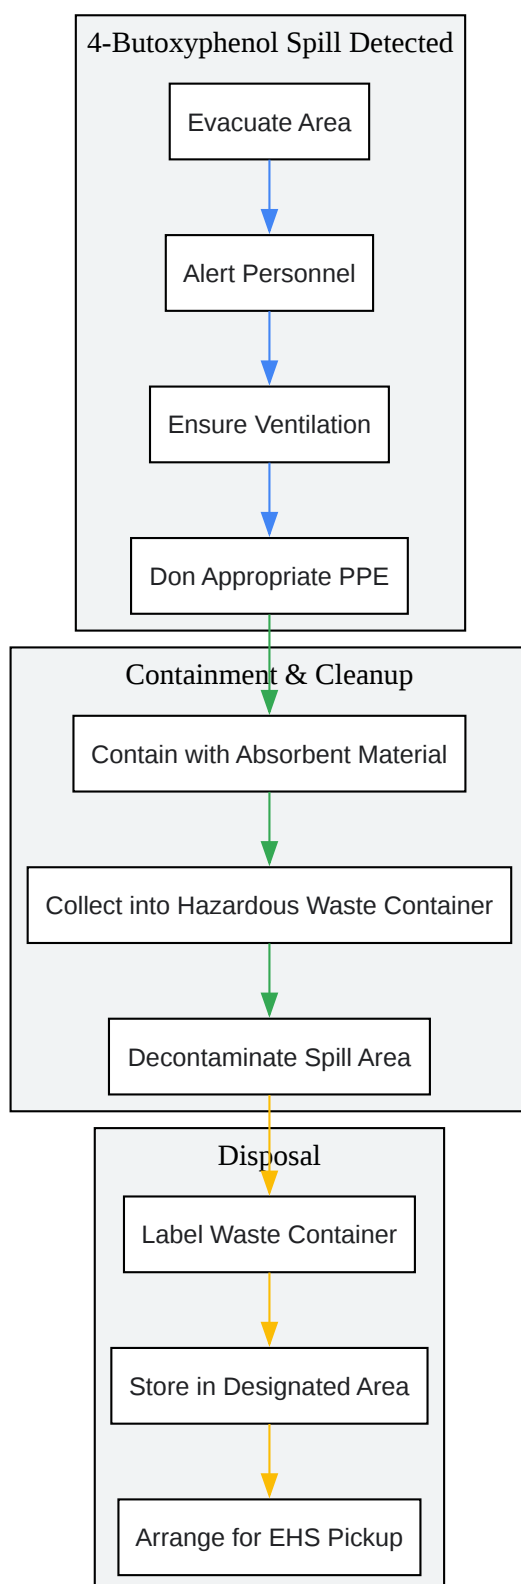 4-Butoxyphenol Spill Detected
Evacuate Area
Alert Personnel
Ensure Ventilation
Don Appropriate PPE
Containment & Cleanup
Contain with Absorbent Material
Collect into Hazardous Waste Container
Decontaminate Spill Area
Disposal
Label Waste Container
Store in Designated Area
Arrange for EHS Pickup